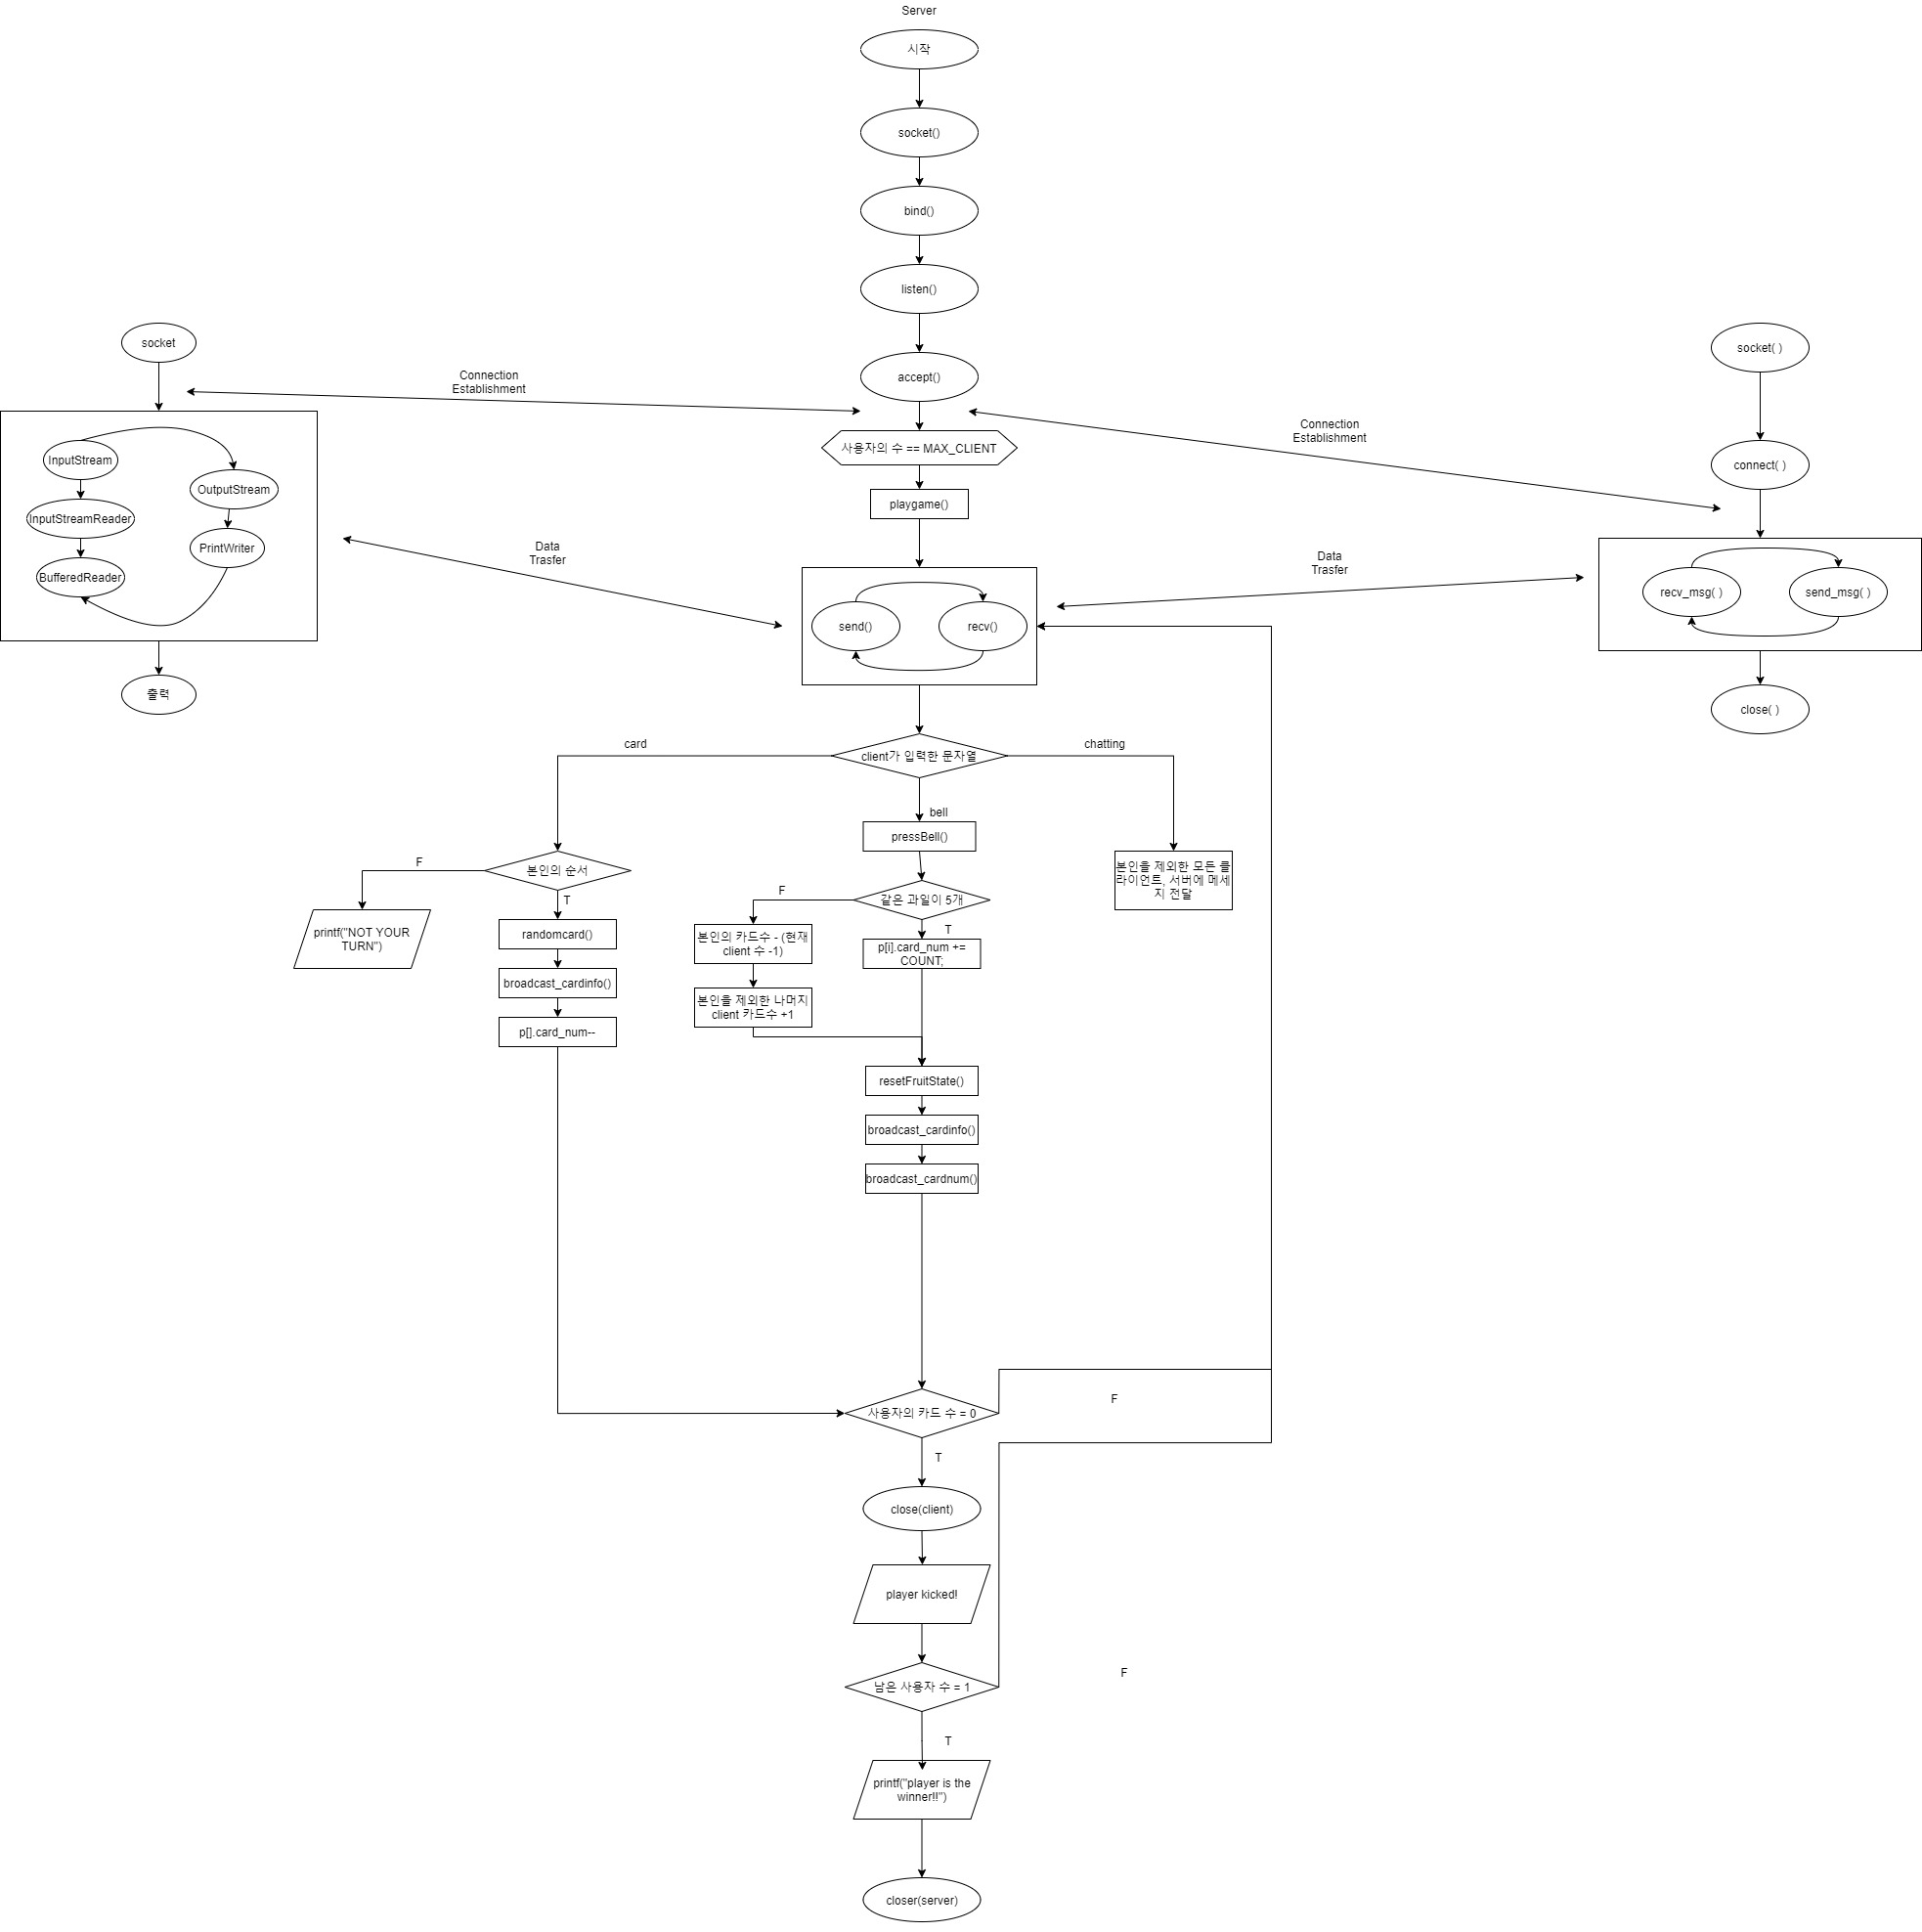 Server
시작
socket()
bind()
listen()
socket
socket( )
accept()
Connection
Establishment
Connection
Establishment
사용자의 수 == MAX_CLIENT
InputStream
connect( )
OutputStream
playgame()
InputStreamReader
PrintWriter
Data
Trasfer
Data
Trasfer
BufferedReader
recv_msg( )
send_msg( )
send()
recv()
출력
close( )
card
chatting
client가 입력한 문자열
bell
pressBell()
F
본인의 순서
본인을 제외한 모든 클
라이언트, 서버에 메세
지 전달
F
T
같은 과일이 5개
printf("NOT YOUR
TURN")
randomcard()
본인의 카드수 - (현재
client 수 -1)
T
p[i].card_num +=
COUNT;
broadcast_cardinfo()
본인을 제외한 나머지
client 카드수 +1
p[].card_num--
resetFruitState()
broadcast_cardinfo()
broadcast_cardnum()
F
사용자의 카드 수 = 0
T
close(client)
player kicked!
F
남은 사용자 수 = 1
T
printf("player is the
winner!!")
closer(server)